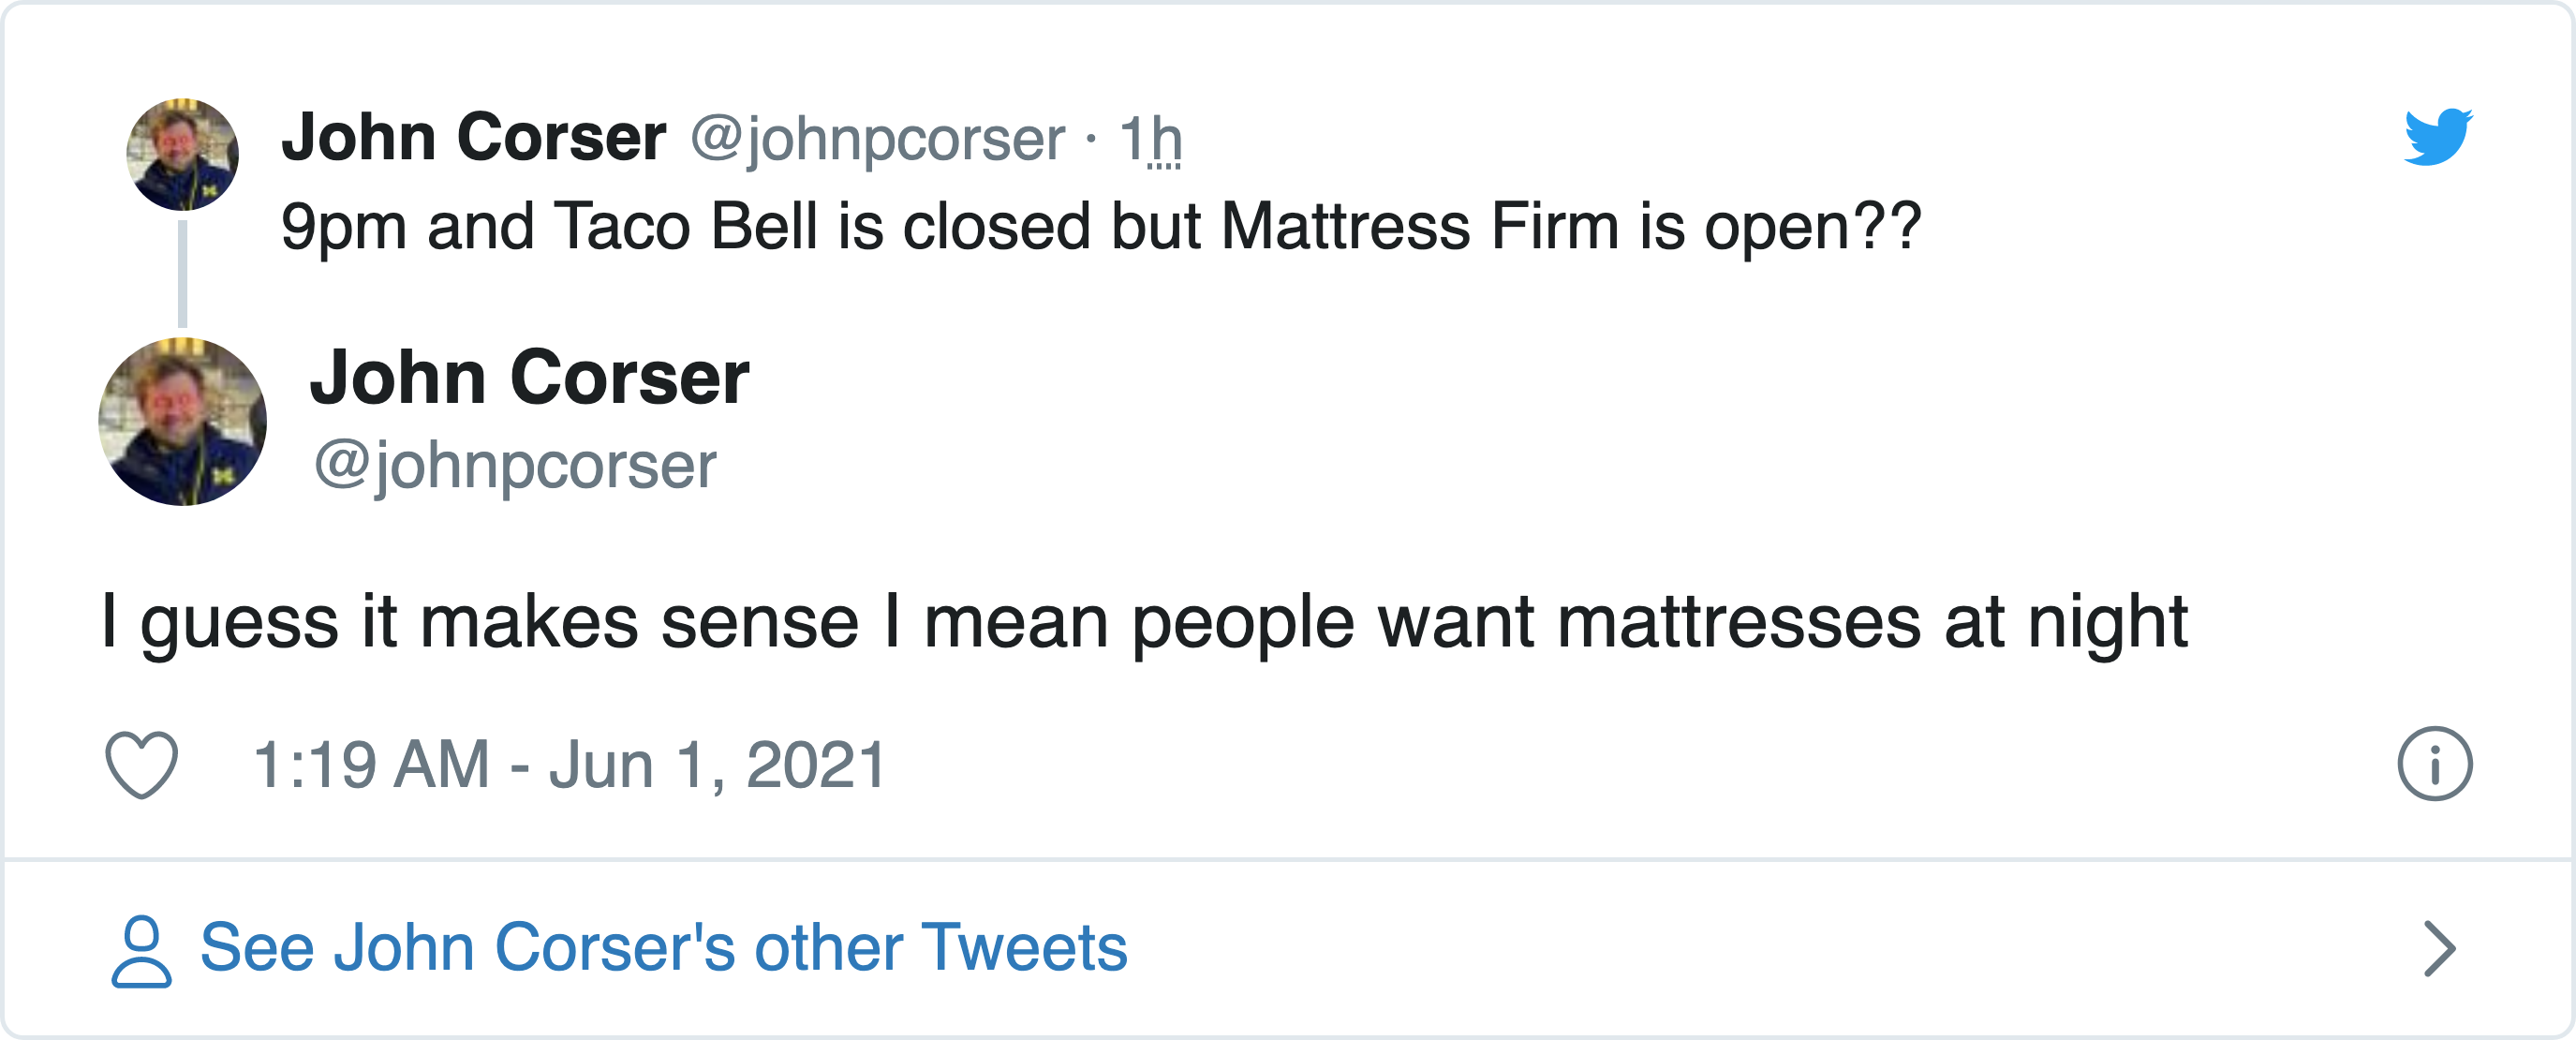 John Corser @johnpcorser · 1h
9pm and Taco Bell is closed but Mattress Firm is open??
John Corser
@johnpcorser
I guess it makes sense I mean people want mattresses at night
1:19 AM - Jun 1, 2021
See John Corser's other Tweets